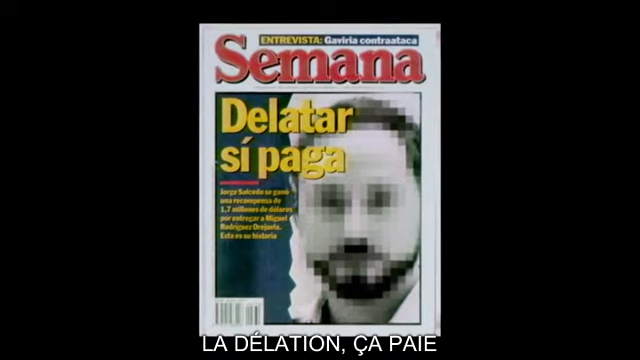 ENTREVISTA: Gaviria contraataca
Semana
Delatar
sí paga
Jorge Salcedo se ganó
una recompensa de
1.7 millones de dólares
por entregar a Miguel
Rodríguez Orejuela.
Esta es su historia
LA DÉLATION, ÇA PAIE